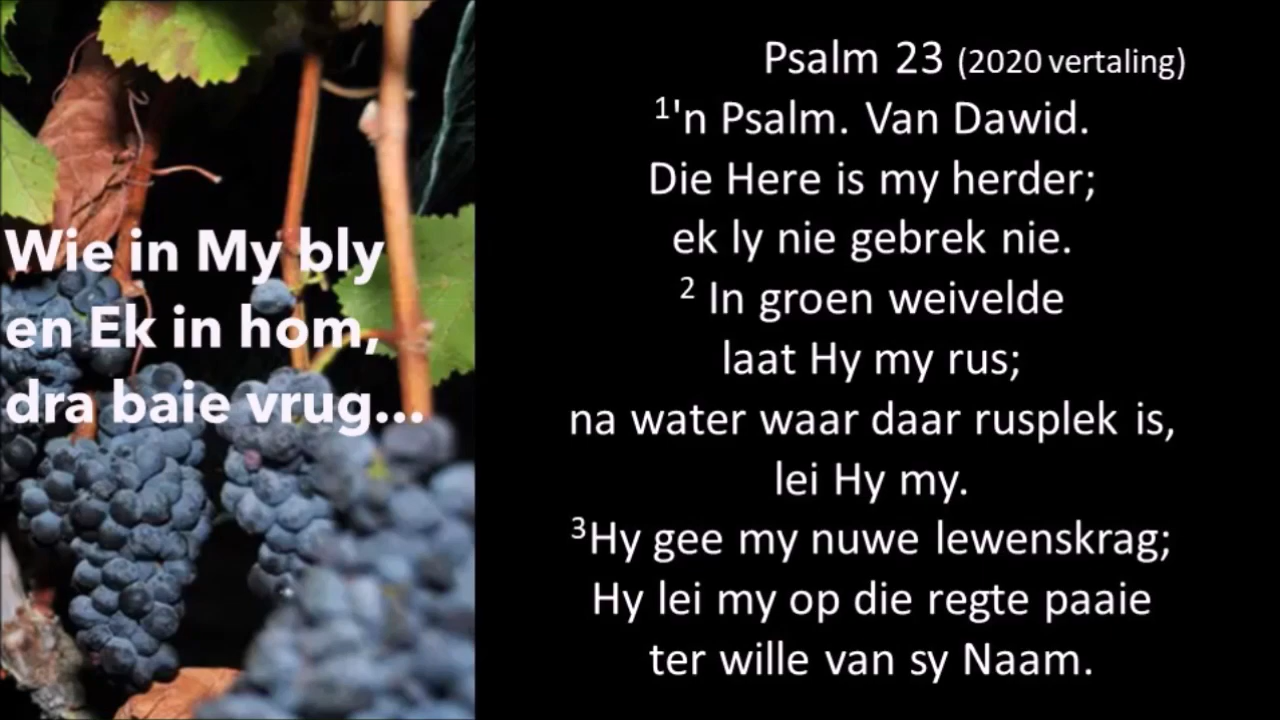 Wie in My bly
en Ek in hom,
dra baie vrug...
Psalm 23 (2020 vertaling)
¹'n Psalm. Van Dawid.
Die Here is my herder;
ek ly nie gebrek nie.
² In groen weivelde
laat Hy my rus;
na water waar daar rusplek is,
lei Hy my.
³Hy gee my nuwe lewenskrag;
Hy lei my op die regte paaie
ter wille van sy Naam.